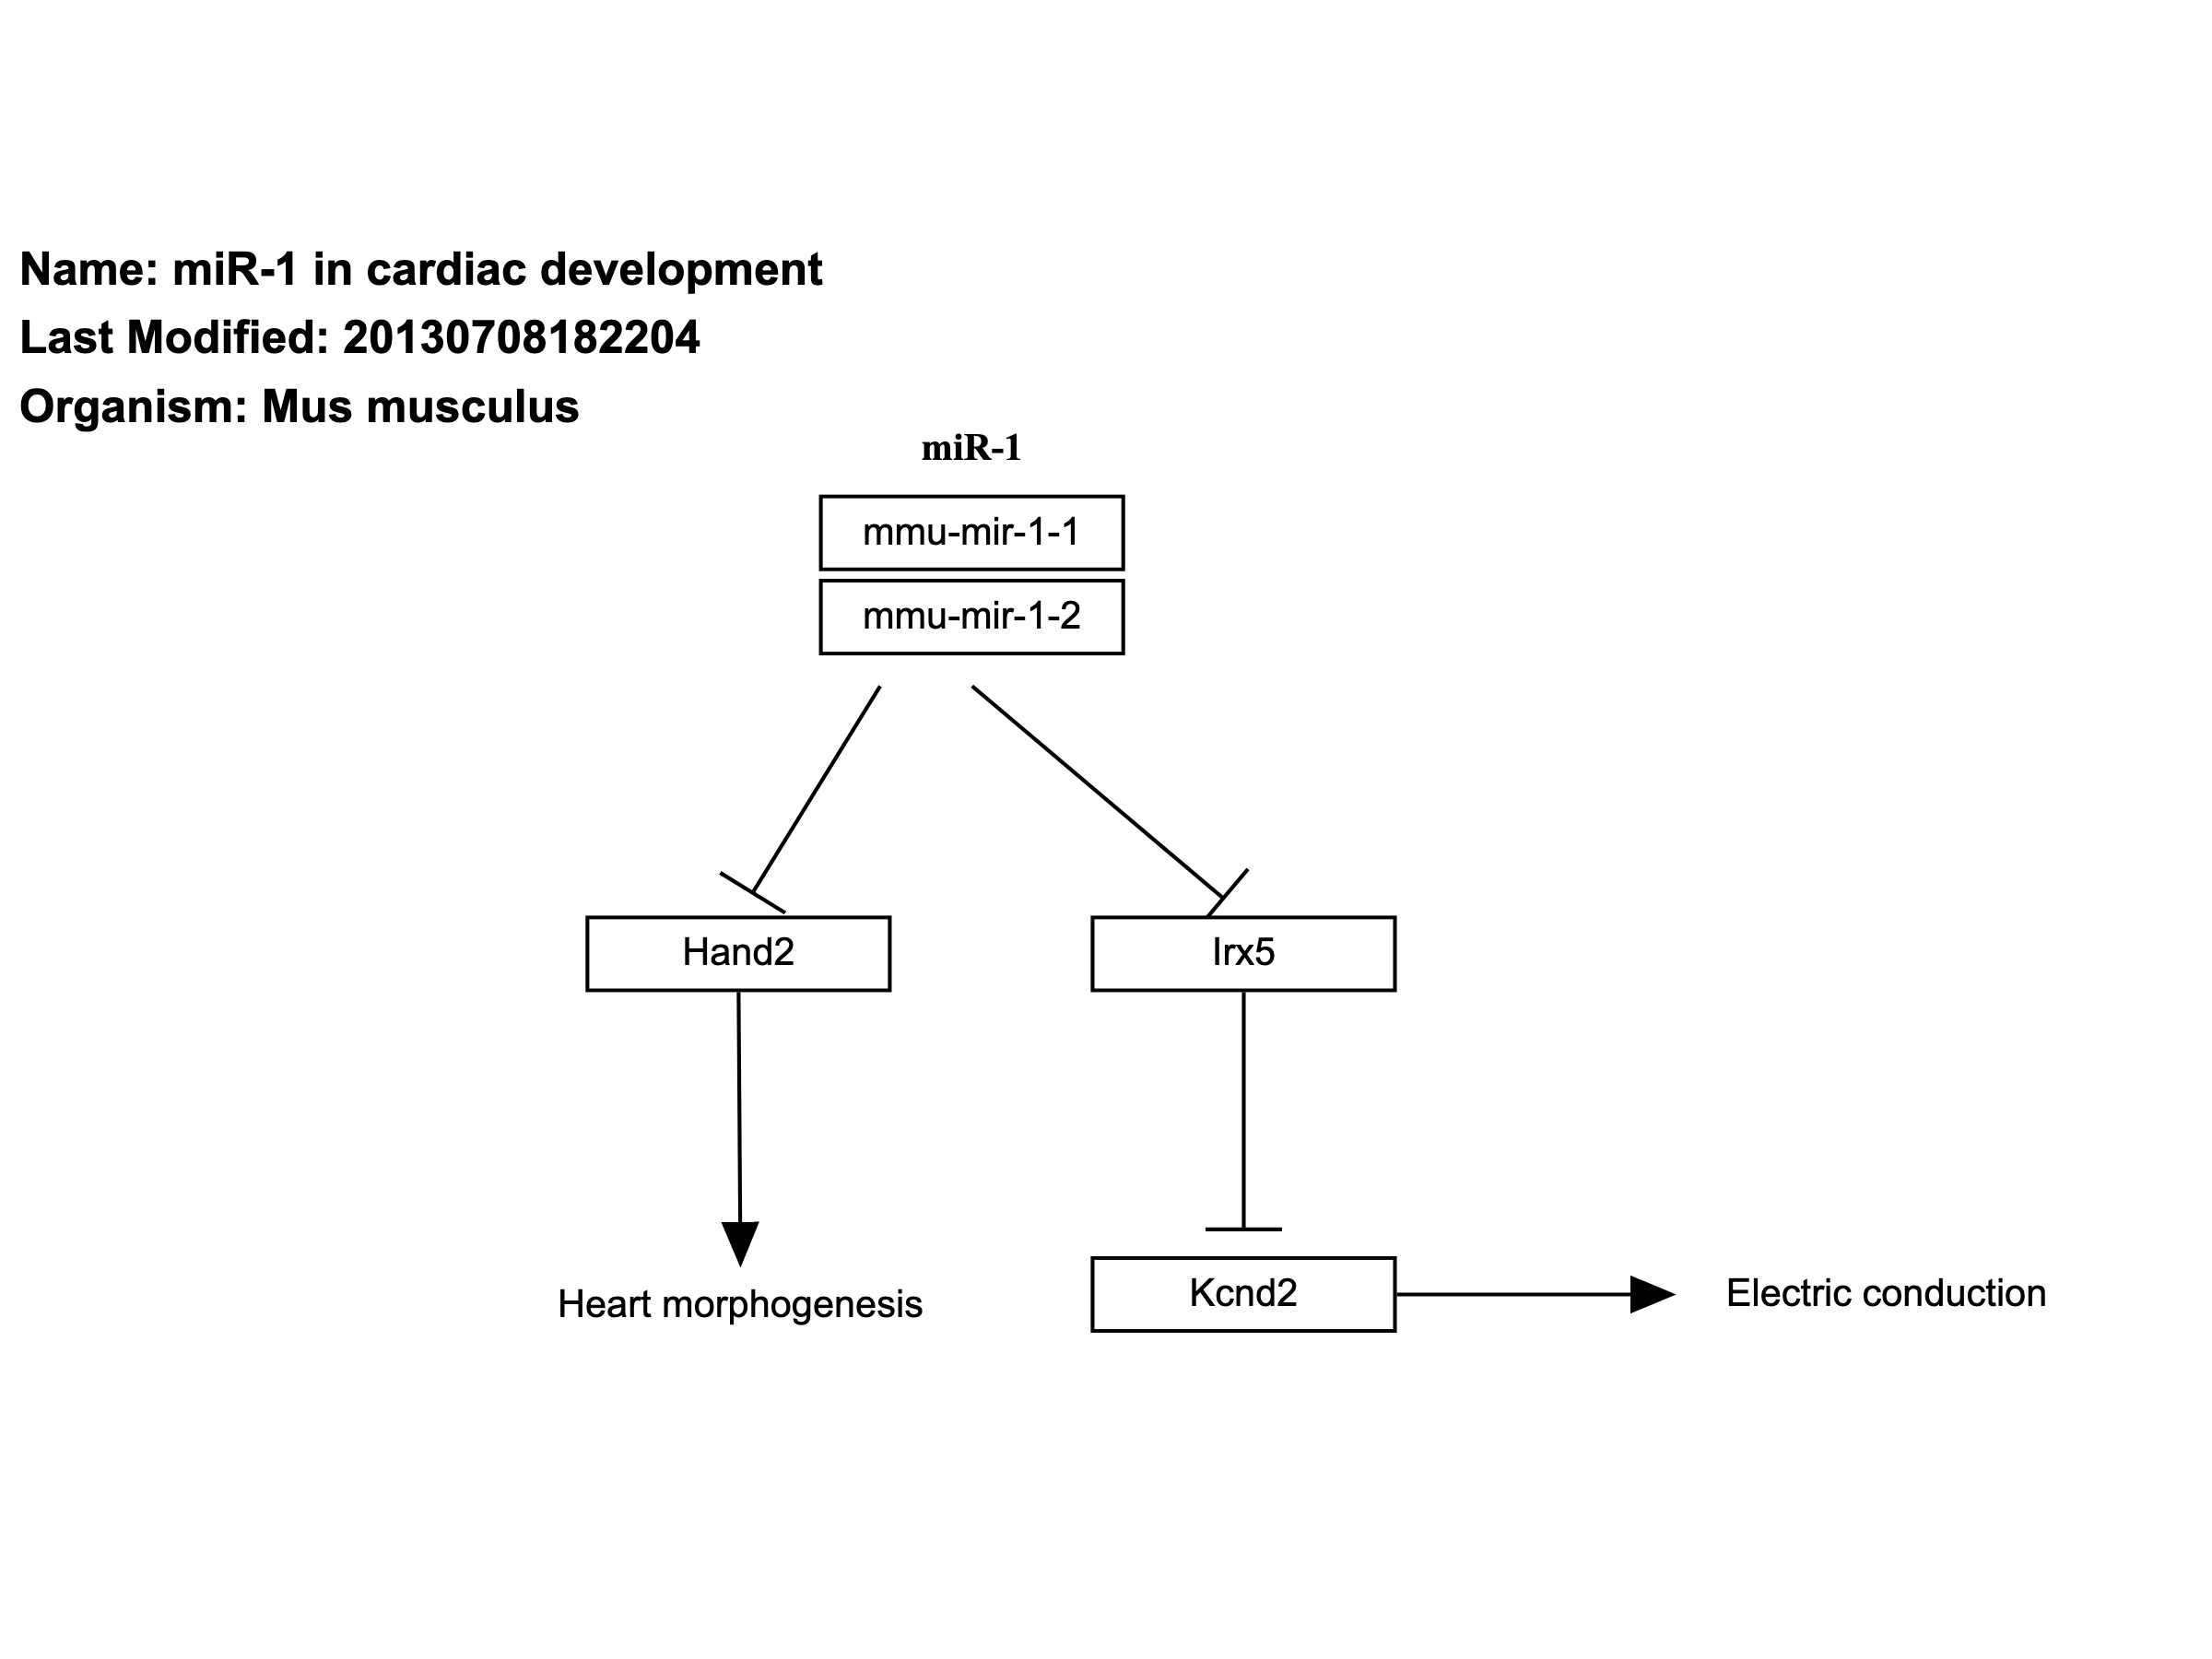 Name: miR-1 in cardiac development
Last Modified: 20130708182204
Organism: Mus musculus
miR-1
mmu-mir-1-1
mmu-mir-1-2
Hand2
Irx5
Heart morphogenesis
Kcnd2
Electric conduction